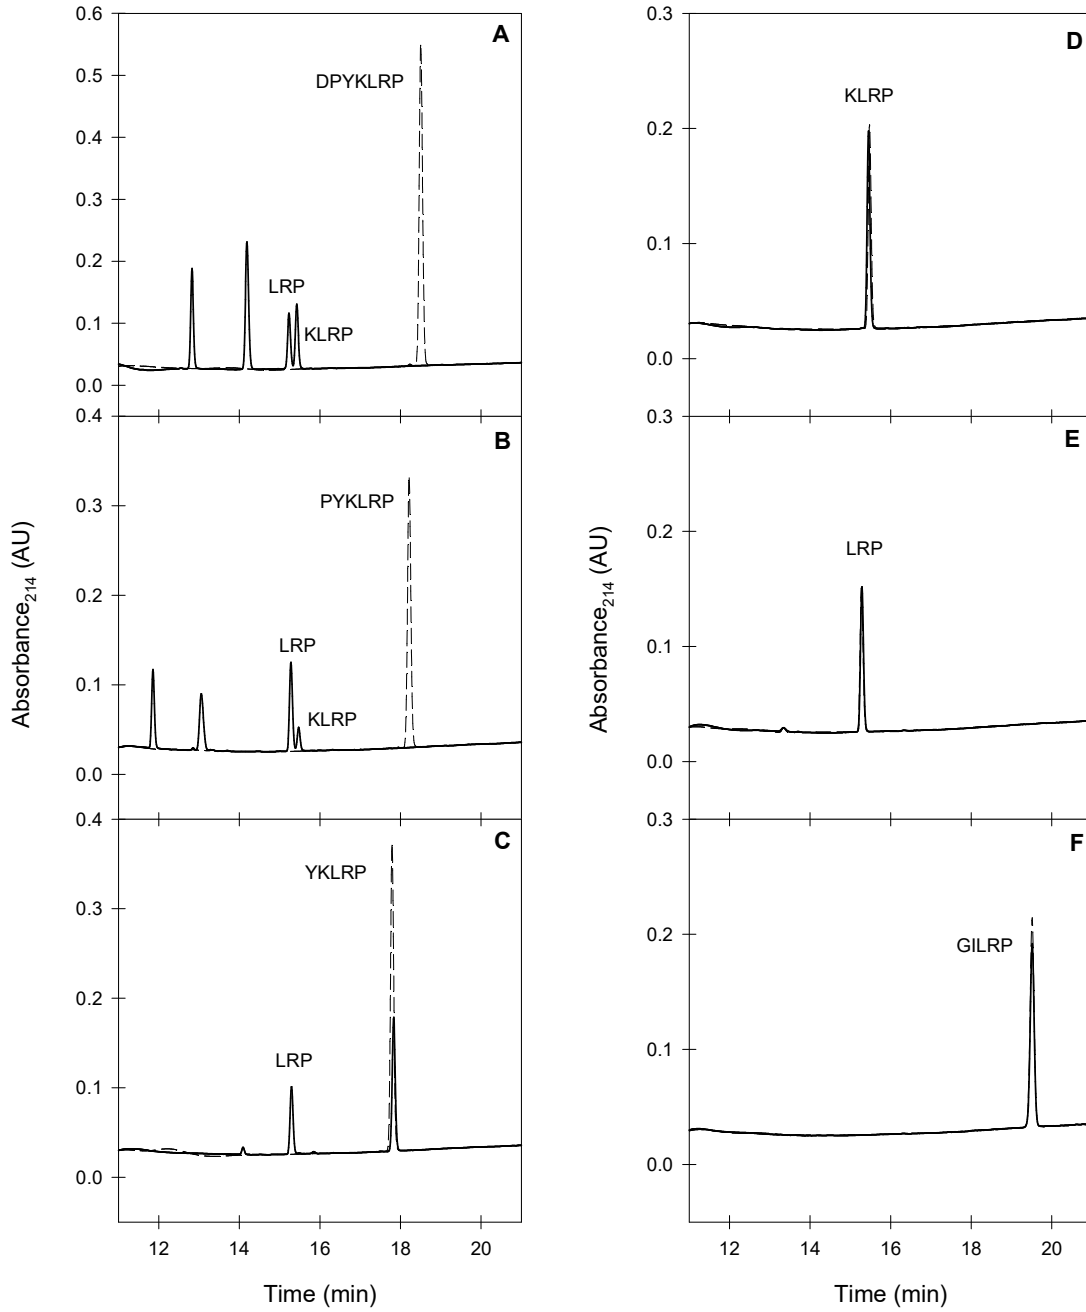 A
0.6
0.5
0.4
0.3
0.2
0.1
0.0
DPYKLRP
LRP
KLRP
B
0.4
0.3
0.2
0.1
0.0
PYKLRP
LRP
KLRP
C
0.4
0.3
0.2
0.1
0.0
YKLRP
LRP
12 14 16 18 20
Time (min)
Absorbance214 (AU)
D
0.3
0.2
0.1
0.0
KLRP
E
0.3
0.2
0.1
0.0
LRP
F
0.3
0.2
0.1
0.0
GILRP
12 14 16 18 20
Time (min)
Absorbance214 (AU)